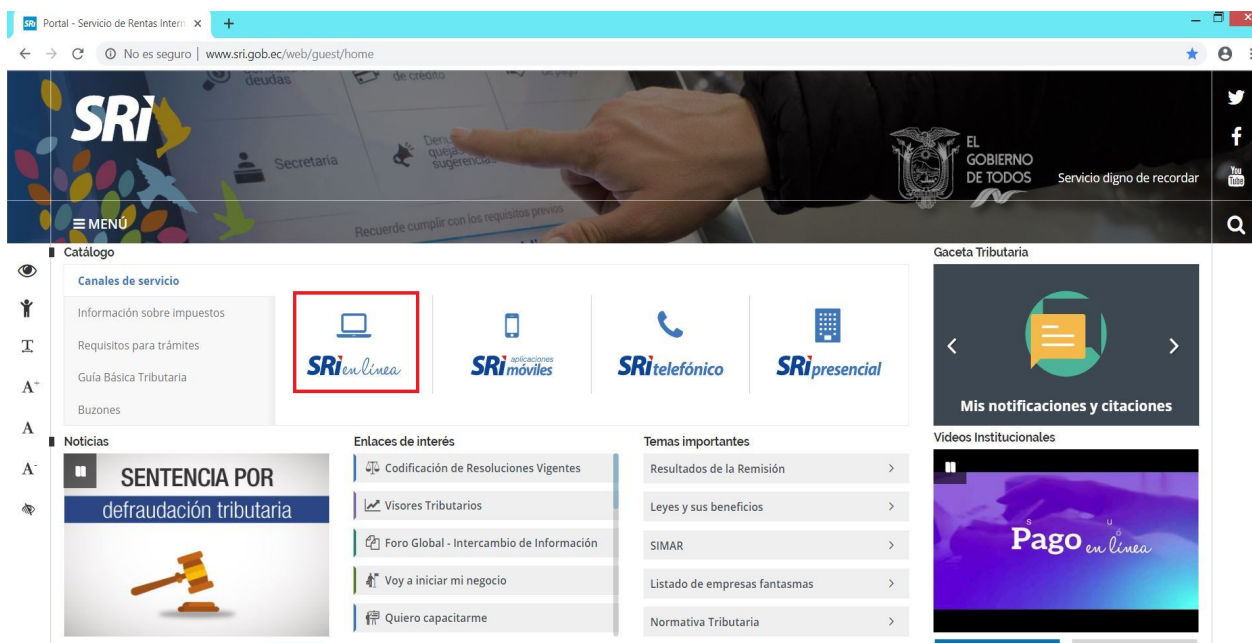 SRi Portal - Servicio de Rentas Intern
No es seguro | www.sri.gob.ec/web/guest/home
deudas
de crédito
de pago
SRi
Secretaria
sugerencias
EL
GOBIERNO
DE TODOS
Servicio digno de recordar
You
Tube
MENÚ
Recuerde cumplir con los requisitos previos
Catálogo
Gaceta Tributaria
Canales de servicio
Información sobre impuestos
Requisitos para trámites
Guía Básica Tributaria
Buzones
SRi en línea
SRi aplicaciones móviles
SRi telefónico
SRi presencial
T
A+
A
A-
Mis notificaciones y citaciones
Noticias
Enlaces de interés
Temas importantes
Videos Institucionales
SENTENCIA POR
defraudación tributaria
Codificación de Resoluciones Vigentes
Visores Tributarios
Foro Global - Intercambio de Información
Voy a iniciar mi negocio
Quiero capacitarme
Resultados de la Remisión
Leyes y sus beneficios
SIMAR
Listado de empresas fantasmas
Normativa Tributaria
Pago en línea